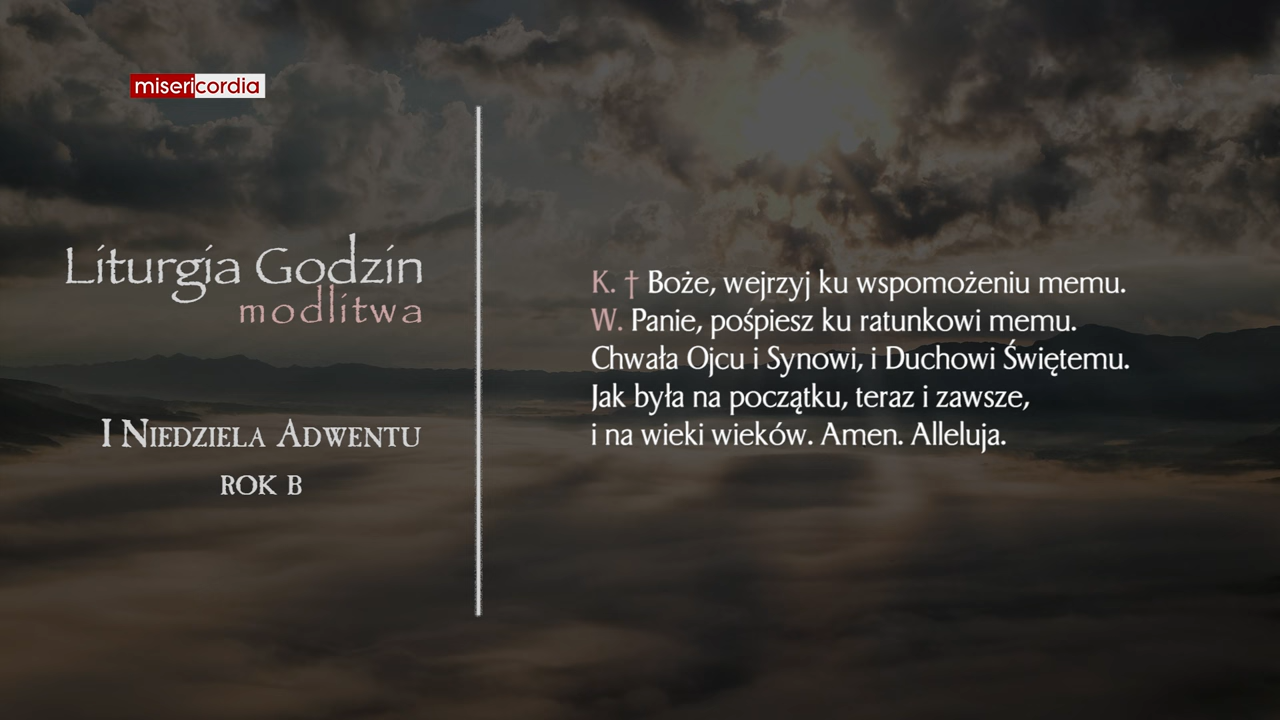 misericordia
Liturgia Godzin
modlitwa
I Niedziela Adwentu
rok B
K. † Boże, wejrzyj ku wspomożeniu memu.
W. Panie, pośpiesz ku ratunkowi memu.
Chwała Ojcu i Synowi, i Duchowi Świętemu.
Jak była na początku, teraz i zawsze,
i na wieki wieków. Amen. Alleluja.